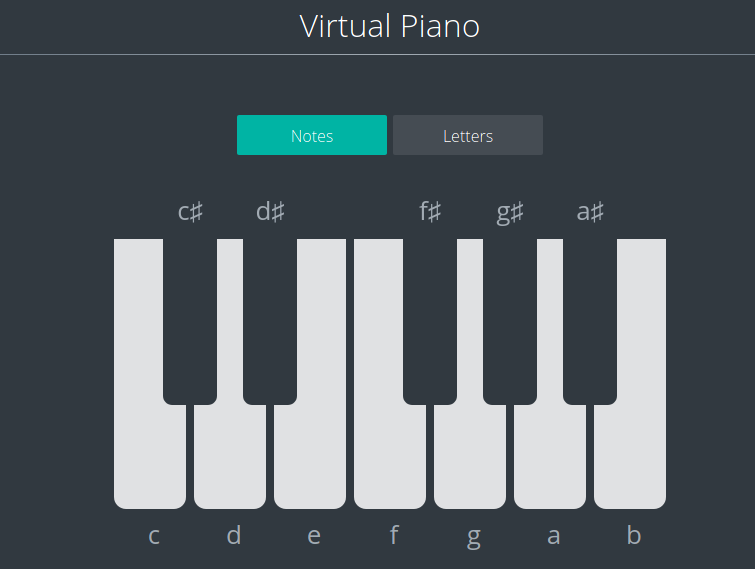 Virtual Piano
Notes Letters
c♯ d♯ f♯ g♯ a♯
c d e f g a b